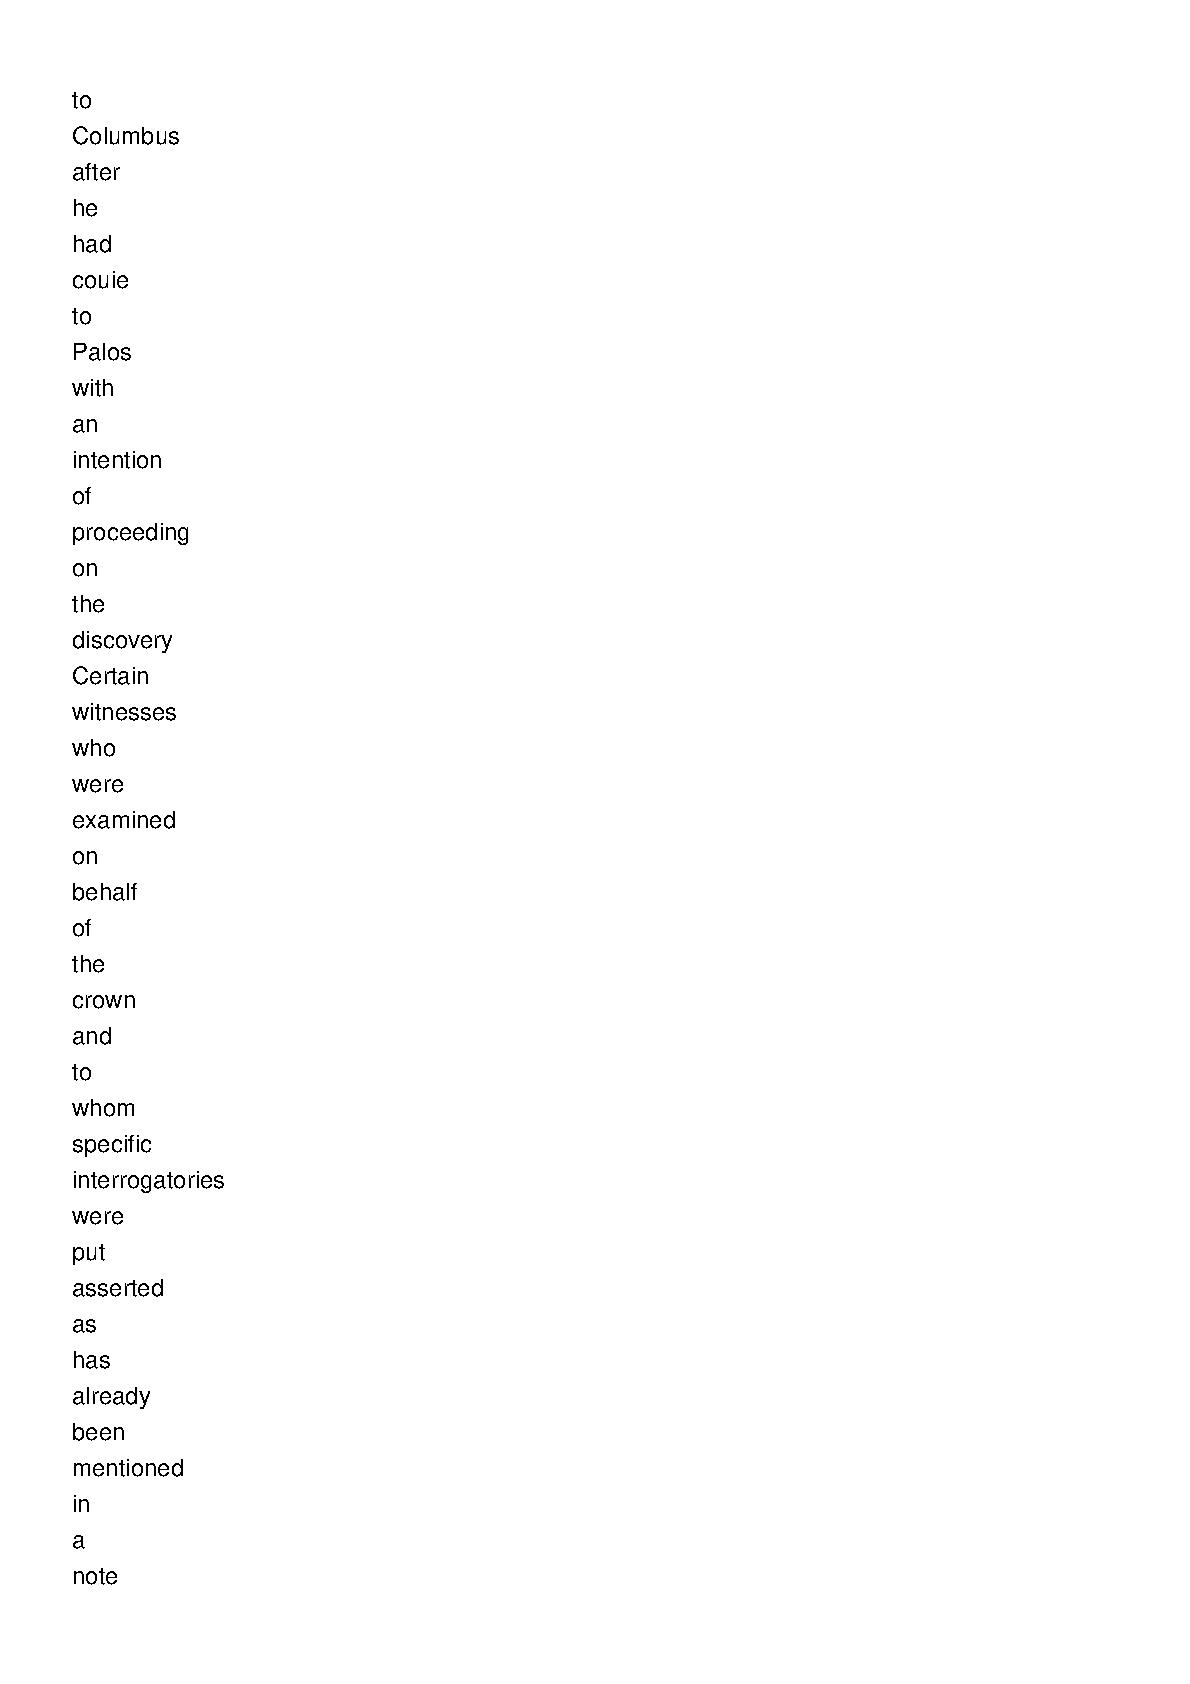 to
Columbus
after
he
had
couie
to
Palos
with
an
intention
of
proceeding
on
the
discovery
Certain
witnesses
who
were
examined
on
behalf
of
the
crown
and
to
whom
specific
interrogatories
were
put
asserted
as
has
already
been
mentioned
in
a
note